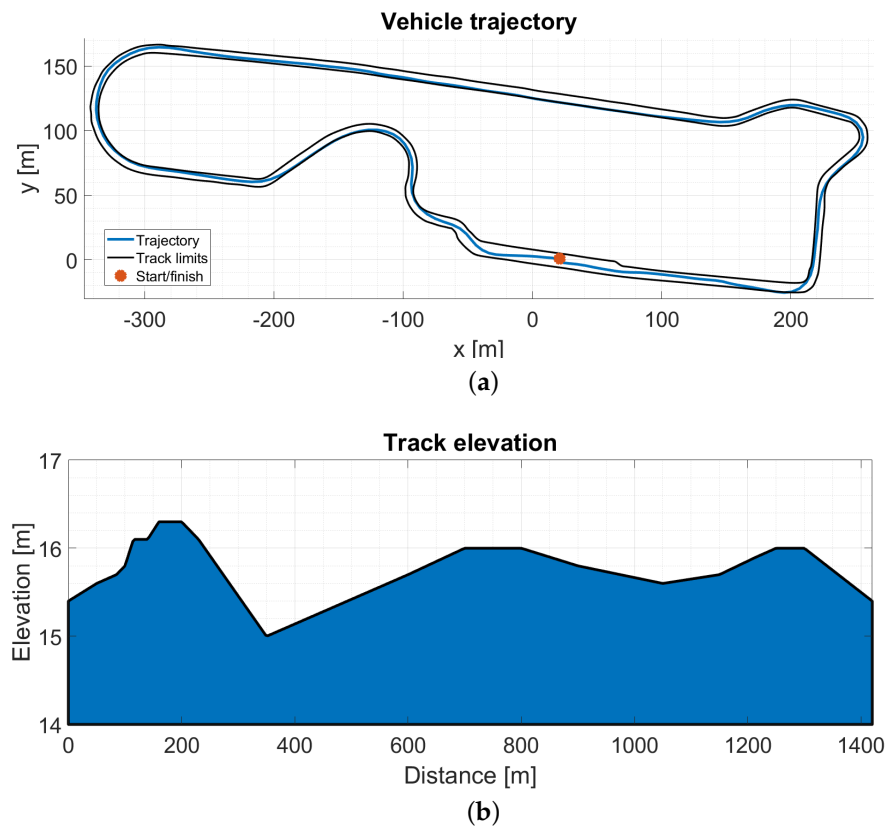 Vehicle trajectory
150
100
50
0
y [m]
Trajectory
Track limits
Start/finish
-300 -200 -100 0 100 200
x [m]
(a)
Track elevation
17
16
15
14
Elevation [m]
0 200 400 600 800 1000 1200 1400
Distance [m]
(b)